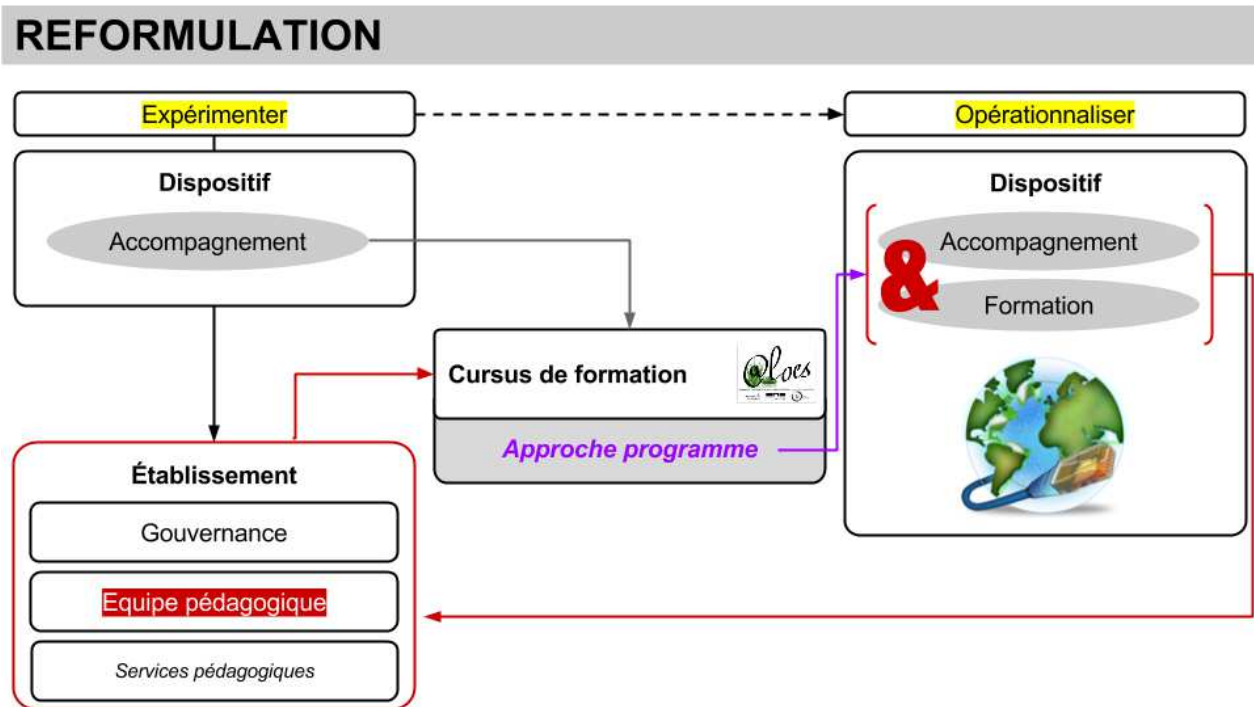 REFORMULATION
Expérimenter
Opérationnaliser
Dispositif
Accompagnement
Dispositif
Accompagnement
&
Formation
Cursus de formation
@loes
Approche programme
Établissement
Gouvernance
Equipe pédagogique
Services pédagogiques